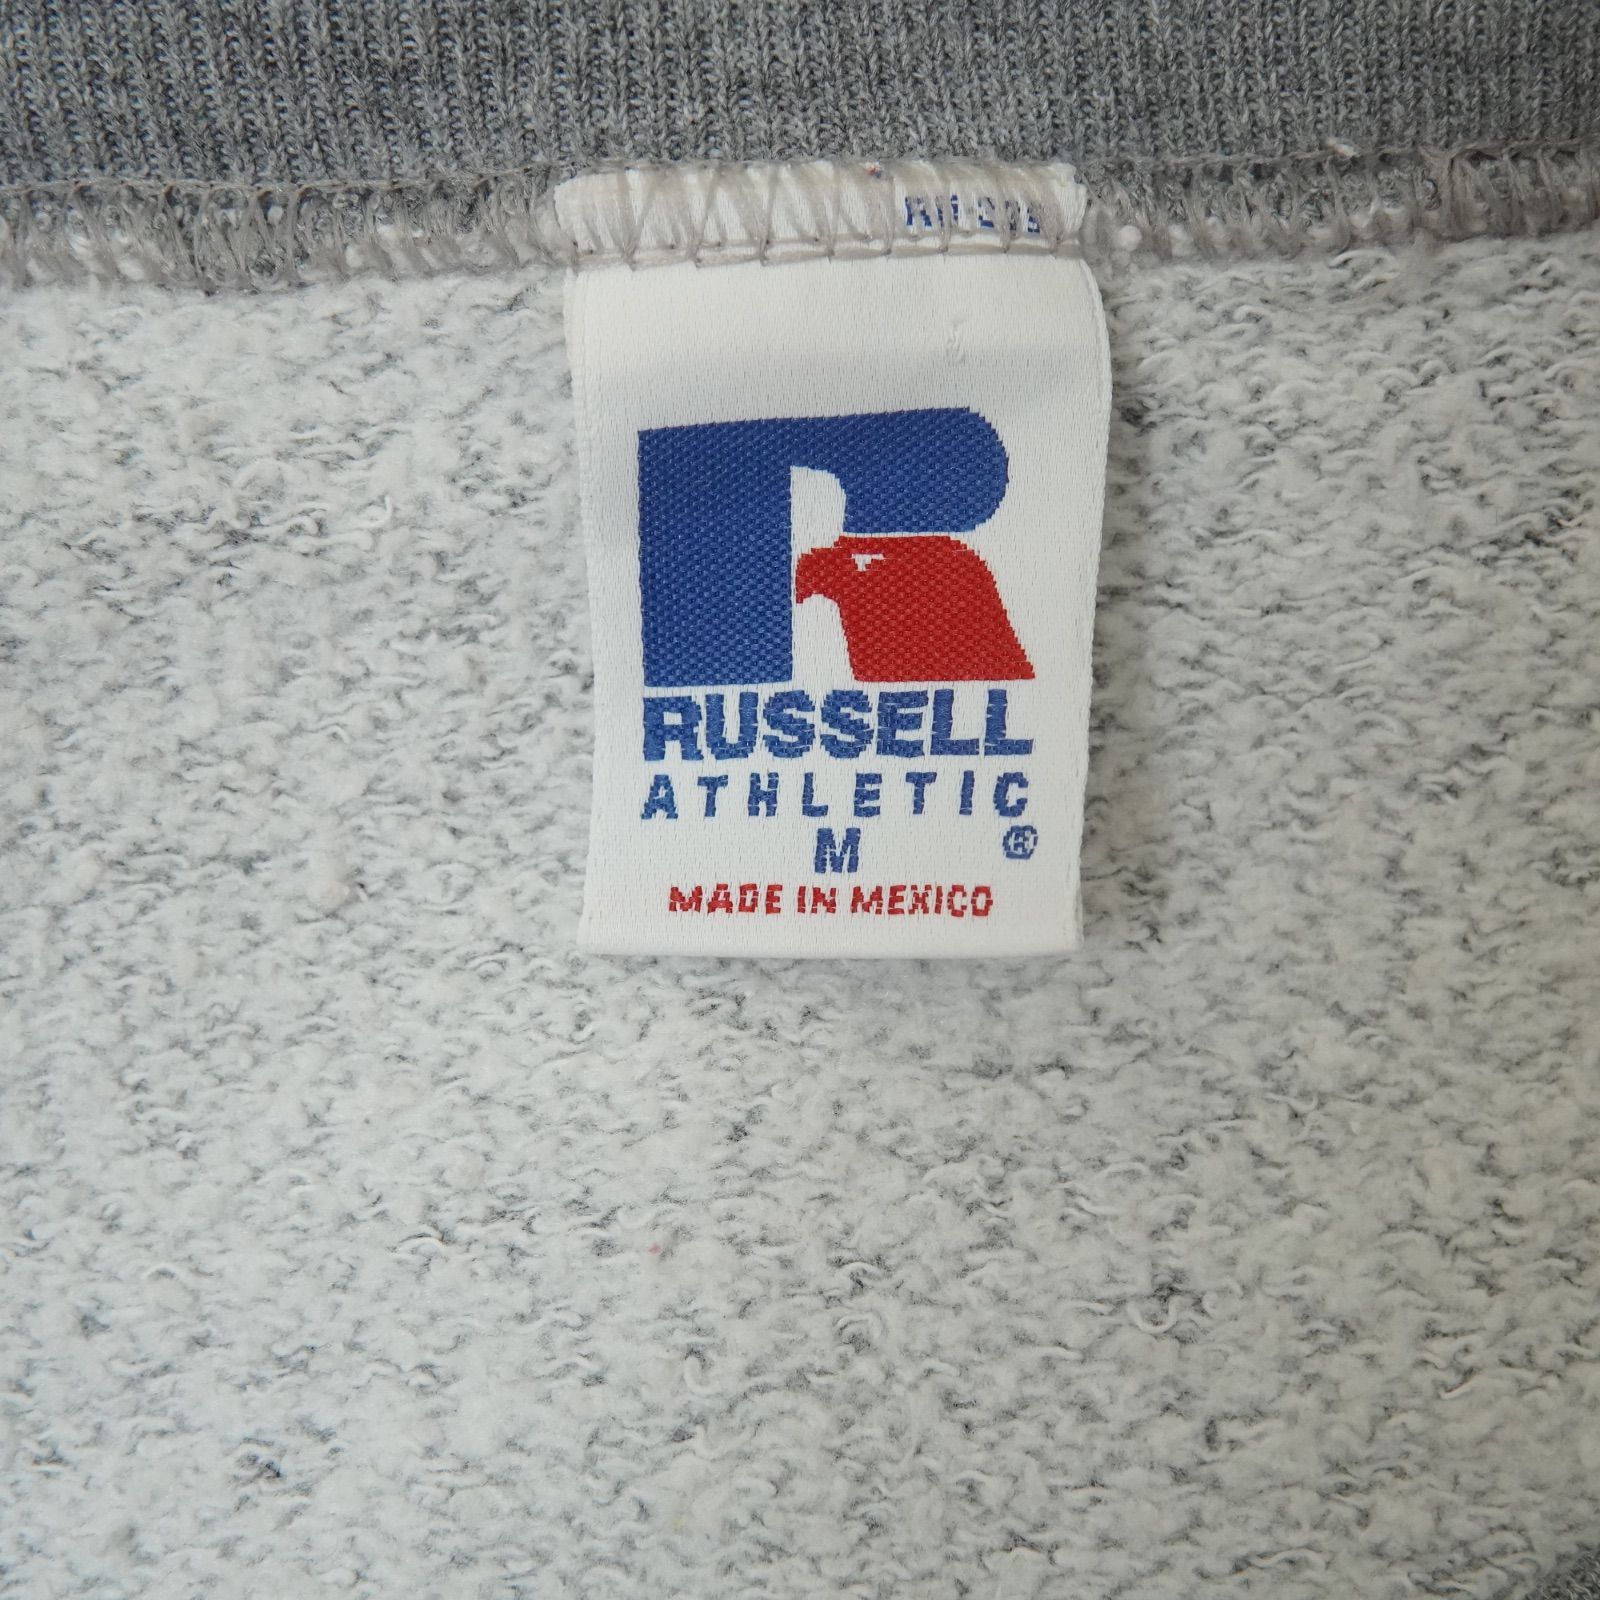 RUSSELL
ATHLETIC
M ®
MADE IN MEXICO